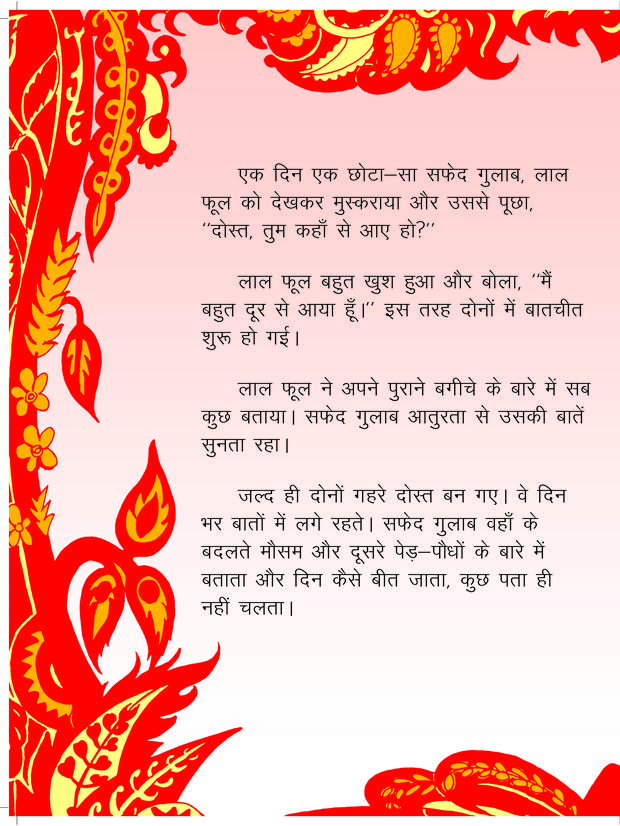 एक दिन एक छोटा–सा सफेद गुलाब, लाल
फूल को देखकर मुस्कराया और उससे पूछा,
‘‘दोस्त, तुम कहाँ से आए हो?’’
लाल फूल बहुत खुश हुआ और बोला, ‘‘मैं
बहुत दूर से आया हूँ।’’ इस तरह दोनों में बातचीत
शुरू हो गई।
लाल फूल ने अपने पुराने बगीचे के बारे में सब
कुछ बताया। सफेद गुलाब आतुरता से उसकी बातें
सुनता रहा।
जल्द ही दोनों गहरे दोस्त बन गए। वे दिन
भर बातों में लगे रहते। सफेद गुलाब वहाँ के
बदलते मौसम और दूसरे पेड़–पौधों के बारे में
बताता और दिन कैसे बीत जाता, कुछ पता ही
नहीं चलता।